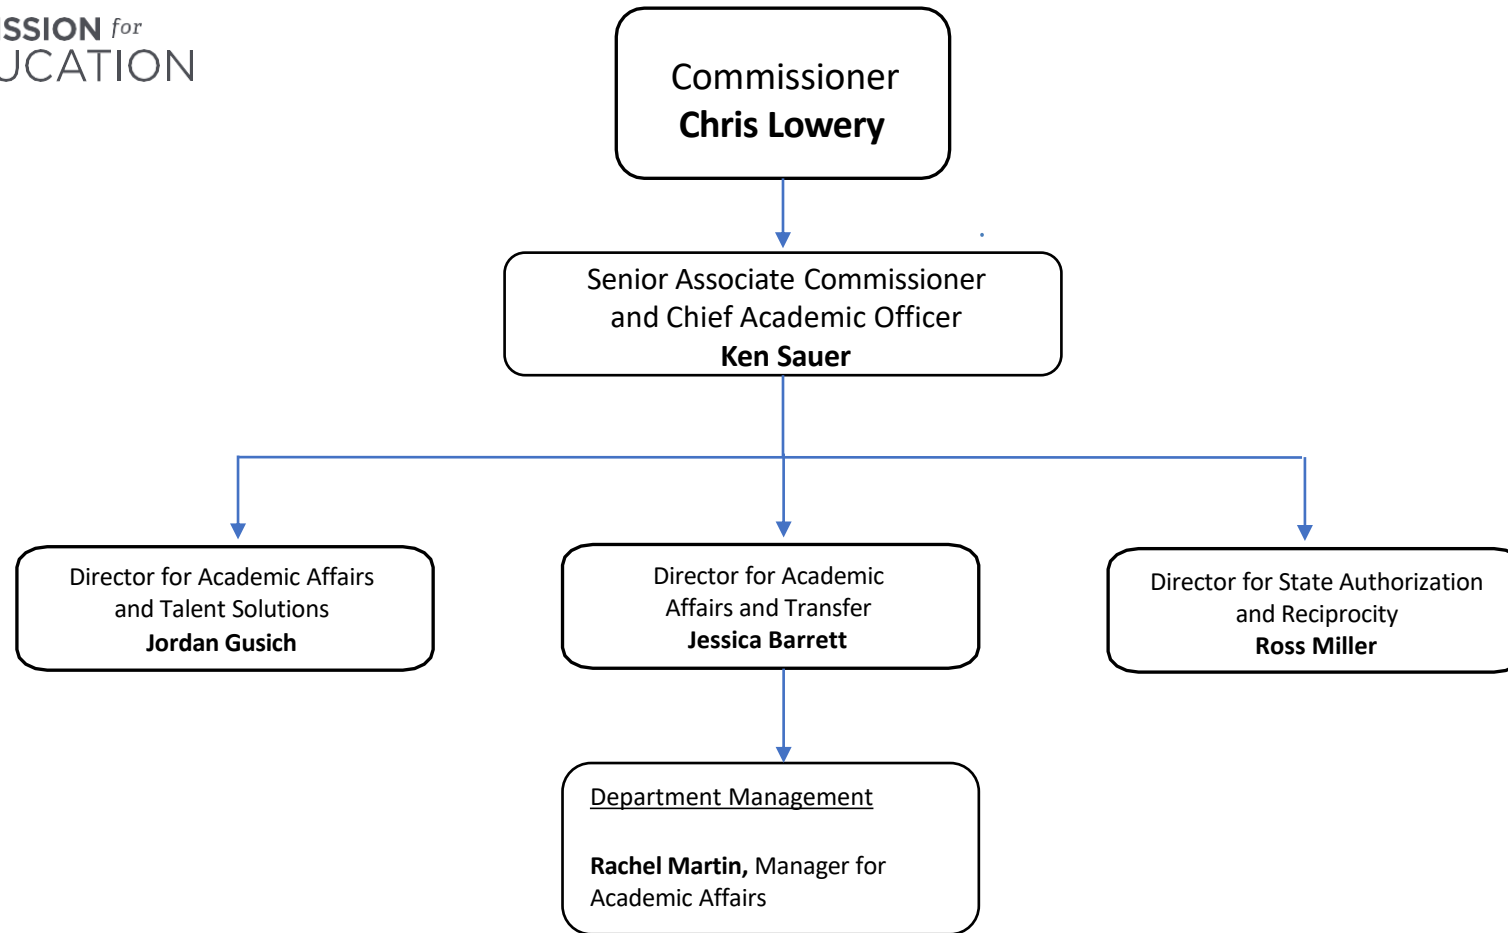 SSION for
UCATION
Commissioner
Chris Lowery
Senior Associate Commissioner
and Chief Academic Officer
Ken Sauer
Director for Academic Affairs
and Talent Solutions
Jordan Gusich
Director for Academic
Affairs and Transfer
Jessica Barrett
Director for State Authorization
and Reciprocity
Ross Miller
Department Management
Rachel Martin, Manager for
Academic Affairs